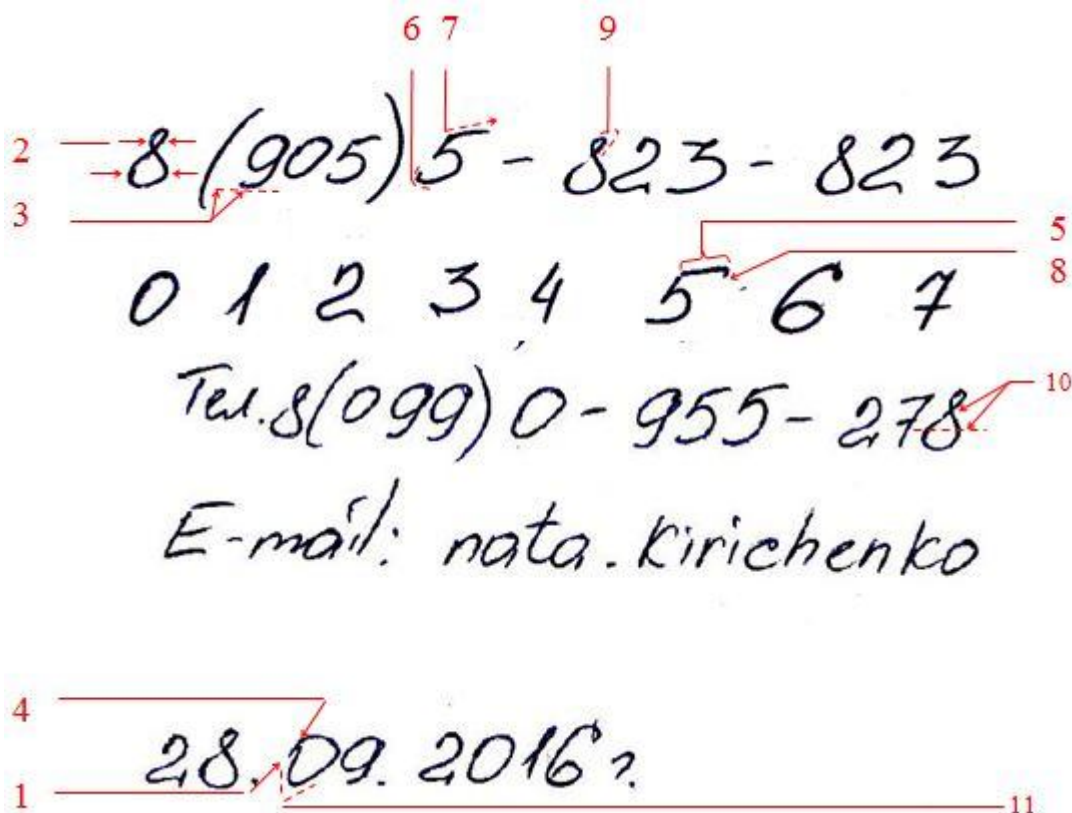 6 7 9
2 8 (905) 5 - 823 - 823
3
5
0 1 2 3 4 5 6 7 8
Тел. 8(099) 0 - 955 - 278 10
E-mail: nata.kirichenko
4
28.09.2016 г.
1 11